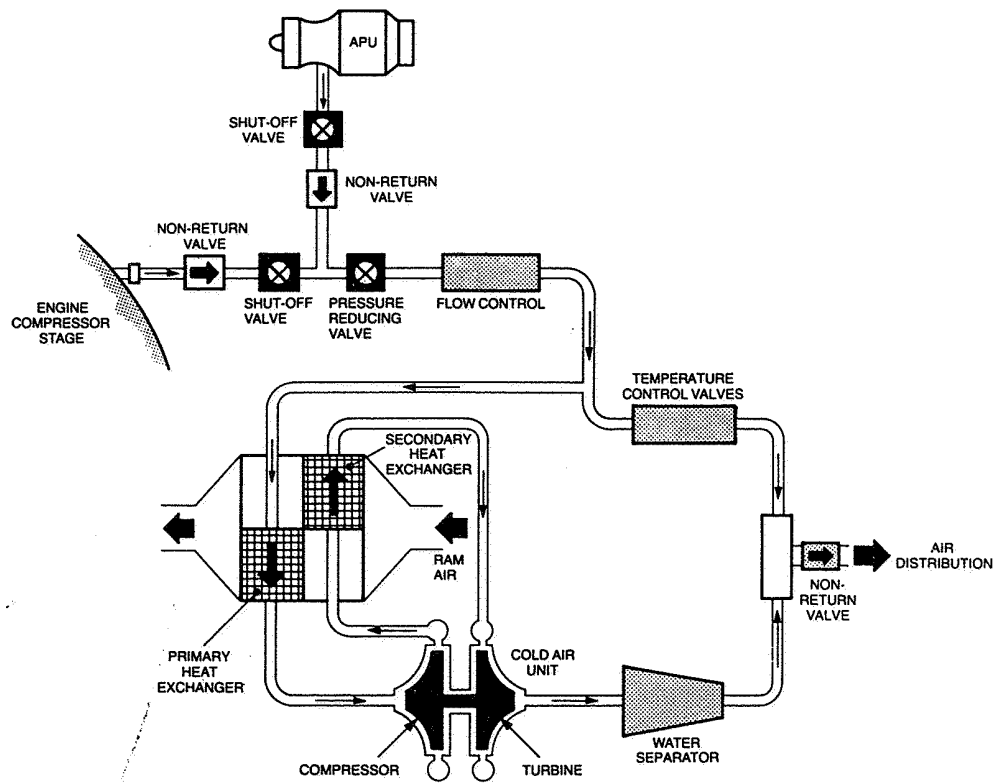 APU
SHUT-OFF
VALVE
NON-RETURN
VALVE
NON-RETURN
VALVE
ENGINE
COMPRESSOR
STAGE
SHUT-OFF
VALVE
PRESSURE
REDUCING
VALVE
FLOW CONTROL
TEMPERATURE
CONTROL VALVES
SECONDARY
HEAT
EXCHANGER
RAM
AIR
AIR
DISTRIBUTION
NON-
RETURN
VALVE
PRIMARY
HEAT
EXCHANGER
COLD AIR
UNIT
WATER
SEPARATOR
COMPRESSOR
TURBINE